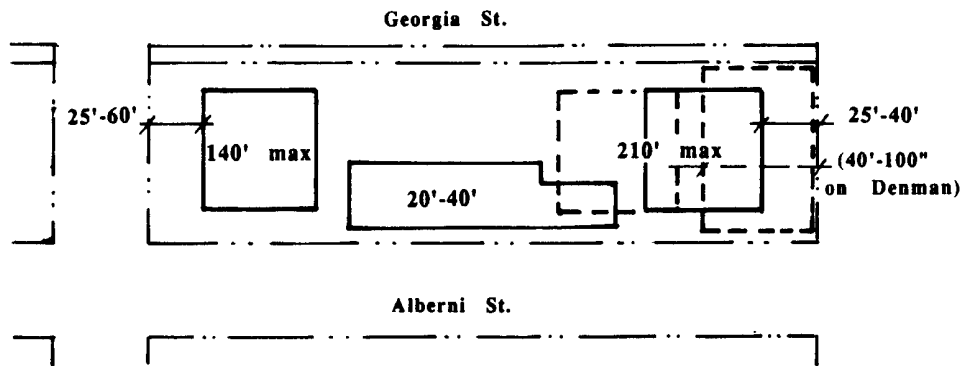 Georgia St.
25'-60'
25'-40'
140' max
210' max
(40'-100"
on Denman)
20'-40'
Alberni St.